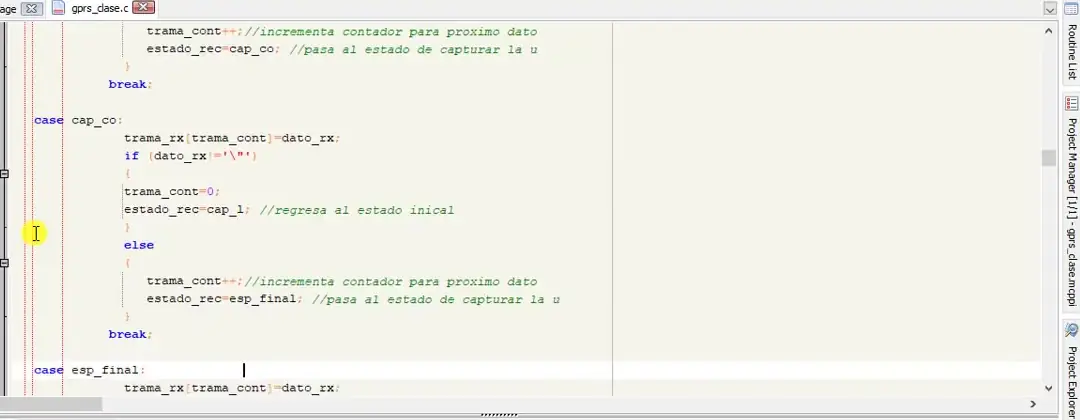 age
gprs_clase.c
trama_cont++;//incrementa contador para proximo dato
estado_rec=cap_co; //pasa al estado de capturar la u
}
break;
case cap_co:
trama_rx[trama_cont]=dato_rx;
if (dato_rx!='\"')
{
trama_cont=0;
estado_rec=cap_l; //regresa al estado inical
}
else
{
trama_cont++;//incrementa contador para proximo dato
estado_rec=esp_final; //pasa al estado de capturar la u
}
break;
case esp_final:
trama_rx[trama_cont]=dato_rx;
Routine List
Project Manager [1/1] - gprs_clase.mcppi
Project Explorer